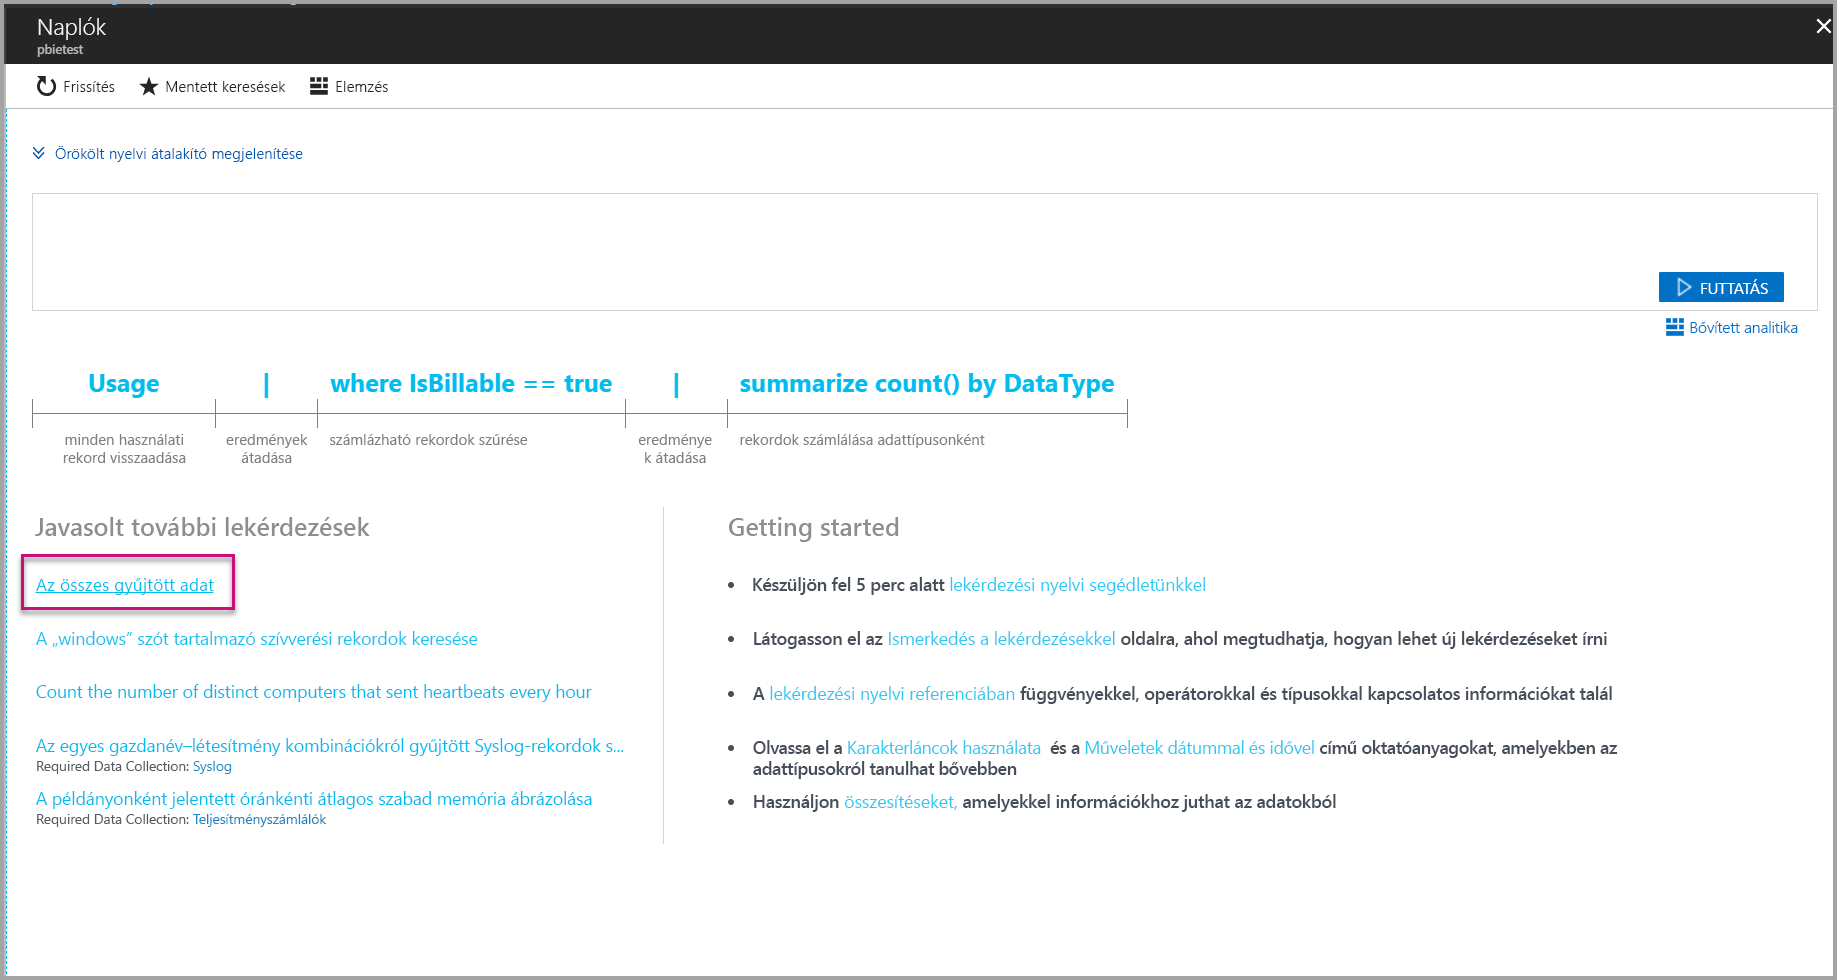 Naplók
pbietest
Frissítés
Mentett keresések
Elemzés
Örökölt nyelvi átalakító megjelenítése
FUTTATÁS
Bővített analitika
Usage | where IsBillable == true | summarize count() by DataType
minden használati
rekord visszaadása
eredmények
átadása
számlázható rekordok szűrése
eredménye
k átadása
rekordok számlálása adattípusonként
Javasolt további lekérdezések
Az összes gyűjtött adat
A „windows” szót tartalmazó szívverési rekordok keresése
Count the number of distinct computers that sent heartbeats every hour
Az egyes gazdanév–létesítmény kombinációkról gyűjtött Syslog-rekordok s...
Required Data Collection: Syslog
A példányonként jelentett óránkénti átlagos szabad memória ábrázolása
Required Data Collection: Teljesítményszámlálók
Getting started
• Készüljön fel 5 perc alatt lekérdezési nyelvi segédletünkkel
• Látogasson el az Ismerkedés a lekérdezésekkel oldalra, ahol megtudhatja, hogyan lehet új lekérdezéseket írni
• A lekérdezési nyelvi referenciában függvényekkel, operátorokkal és típusokkal kapcsolatos információkat talál
• Olvassa el a Karakterláncok használata és a Műveletek dátummal és idővel című oktatóanyagokat, amelyekben az
adattípusokról tanulhat bővebben
• Használjon összesítéseket, amelyekkel információkhoz juthat az adatokból